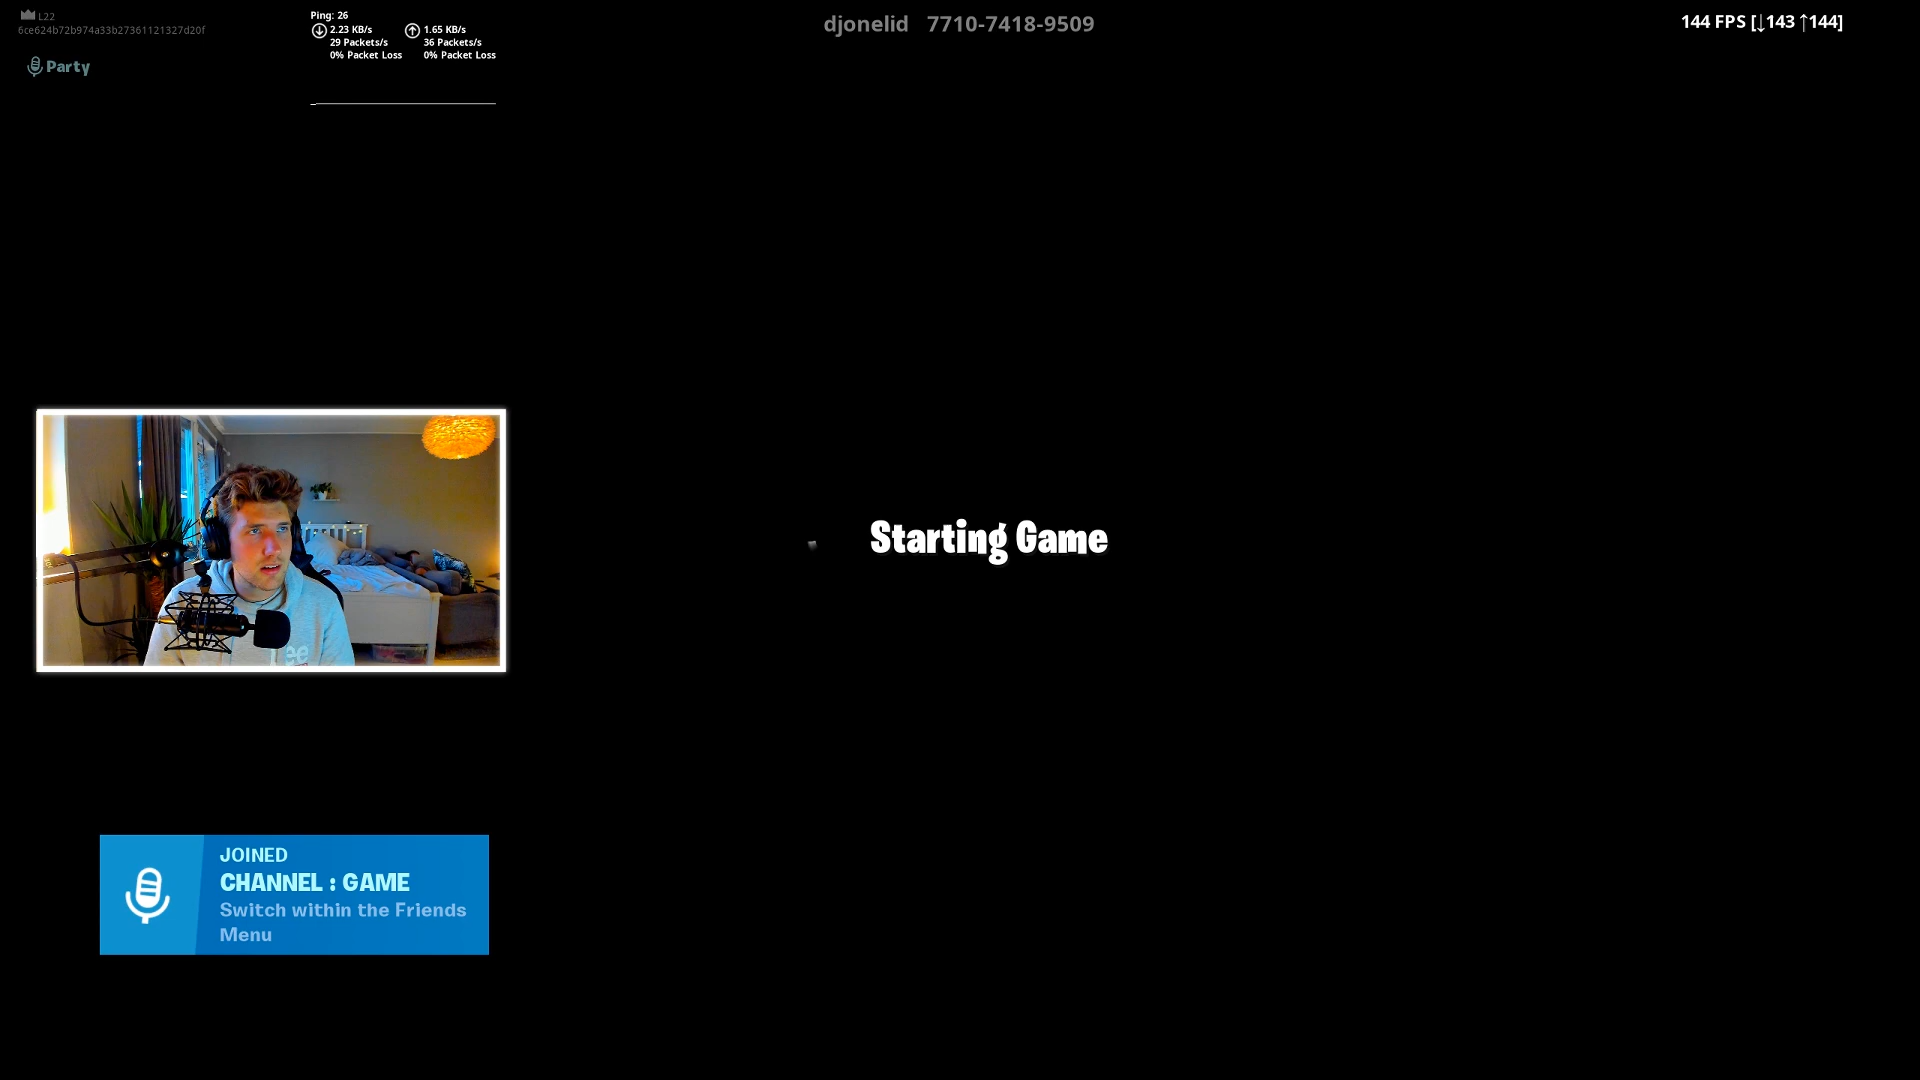 L22
6ce624b72b974a33b27361121327d20f
Party
Ping: 26
2.23 KB/s 1.65 KB/s
29 Packets/s 36 Packets/s
0% Packet Loss 0% Packet Loss
djonelid 7710-7418-9509
144 FPS [↓143 ↑144]
Starting Game
JOINED
CHANNEL : GAME
Switch within the Friends
Menu